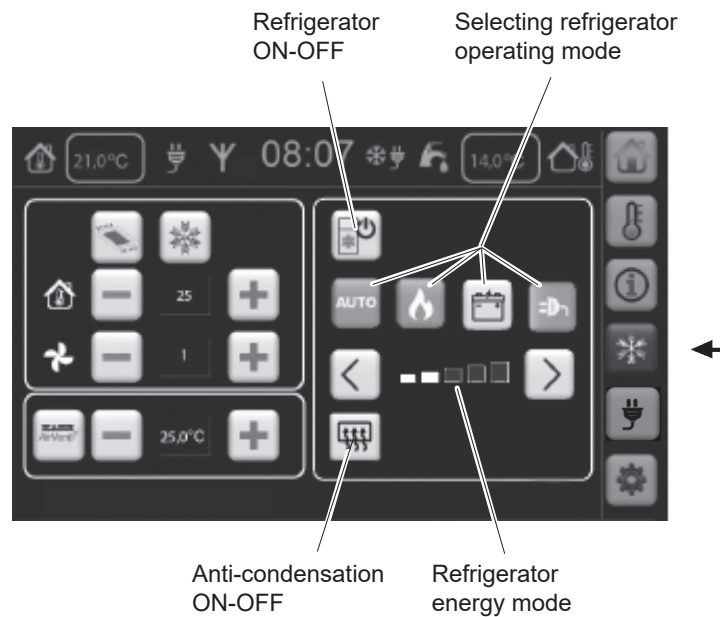 Refrigerator
ON-OFF
Selecting refrigerator
operating mode
21,0°C
08:07
14,0°C
AUTO
25
1
25,0°C
Anti-condensation
ON-OFF
Refrigerator
energy mode